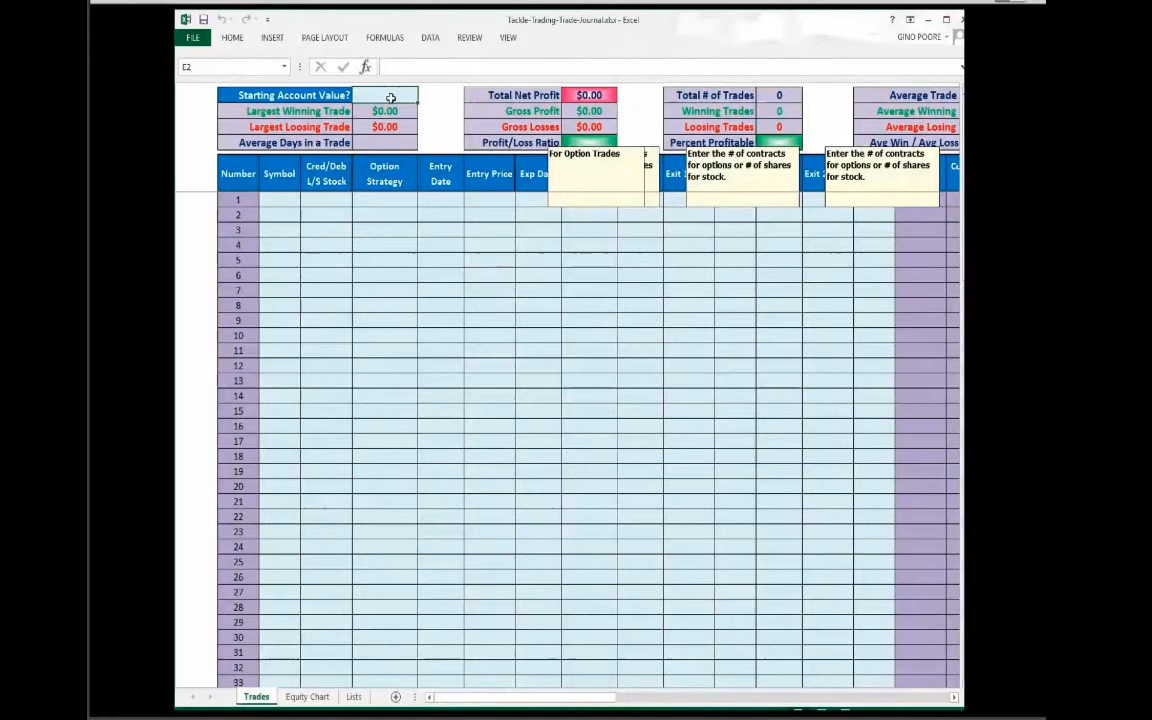 Tackle-Trading-Trade-Journal.xlsx - Excel
?
FILE HOME INSERT PAGE LAYOUT FORMULAS DATA REVIEW VIEW GINO POORE
E2 fx
Starting Account Value? Total Net Profit $0.00 Total # of Trades 0 Average Trade
Largest Winning Trade $0.00 Gross Profit $0.00 Winning Trades 0 Average Winning
Largest Loosing Trade $0.00 Gross Losses $0.00 Loosing Trades 0 Average Losing
Average Days in a Trade Profit/Loss Ratio Percent Profitable Avg Win / Avg Loss
For Option Trades Enter the # of contracts Enter the # of contracts
for options or # of shares for options or # of shares
for stock. for stock.
Number Symbol Cred/Deb L/S Stock Option Strategy Entry Date Entry Price Exp Da Exit Exit 2 Cu
1
2
3
4
5
6
7
8
9
10
11
12
13
14
15
16
17
18
19
20
21
22
23
24
25
26
27
28
29
30
31
32
33
Trades Equity Chart Lists